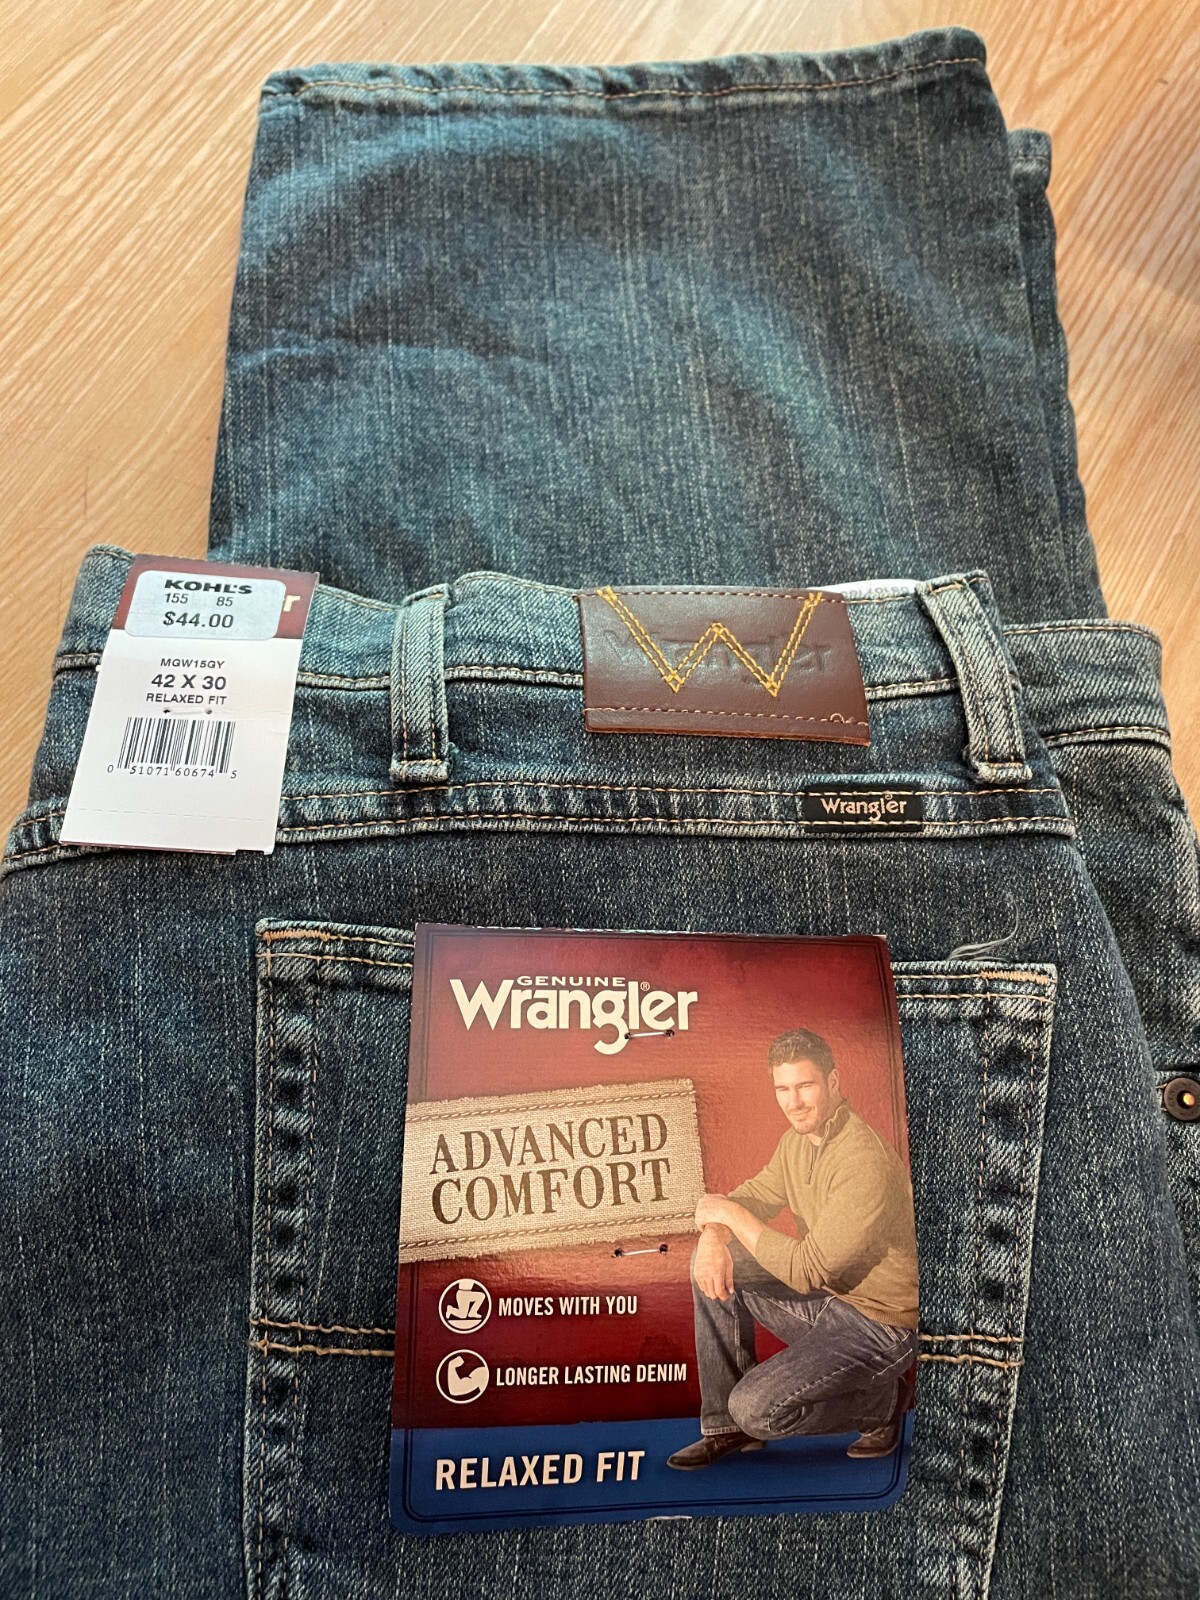 KOHL'S
155 85
$44.00
r
MGW15GY
42 X 30
RELAXED FIT
0 51071 60674 5
Wrangler
W
Wrangler
GENUINE
Wrangler®
ADVANCED
COMFORT
MOVES WITH YOU
LONGER LASTING DENIM
RELAXED FIT